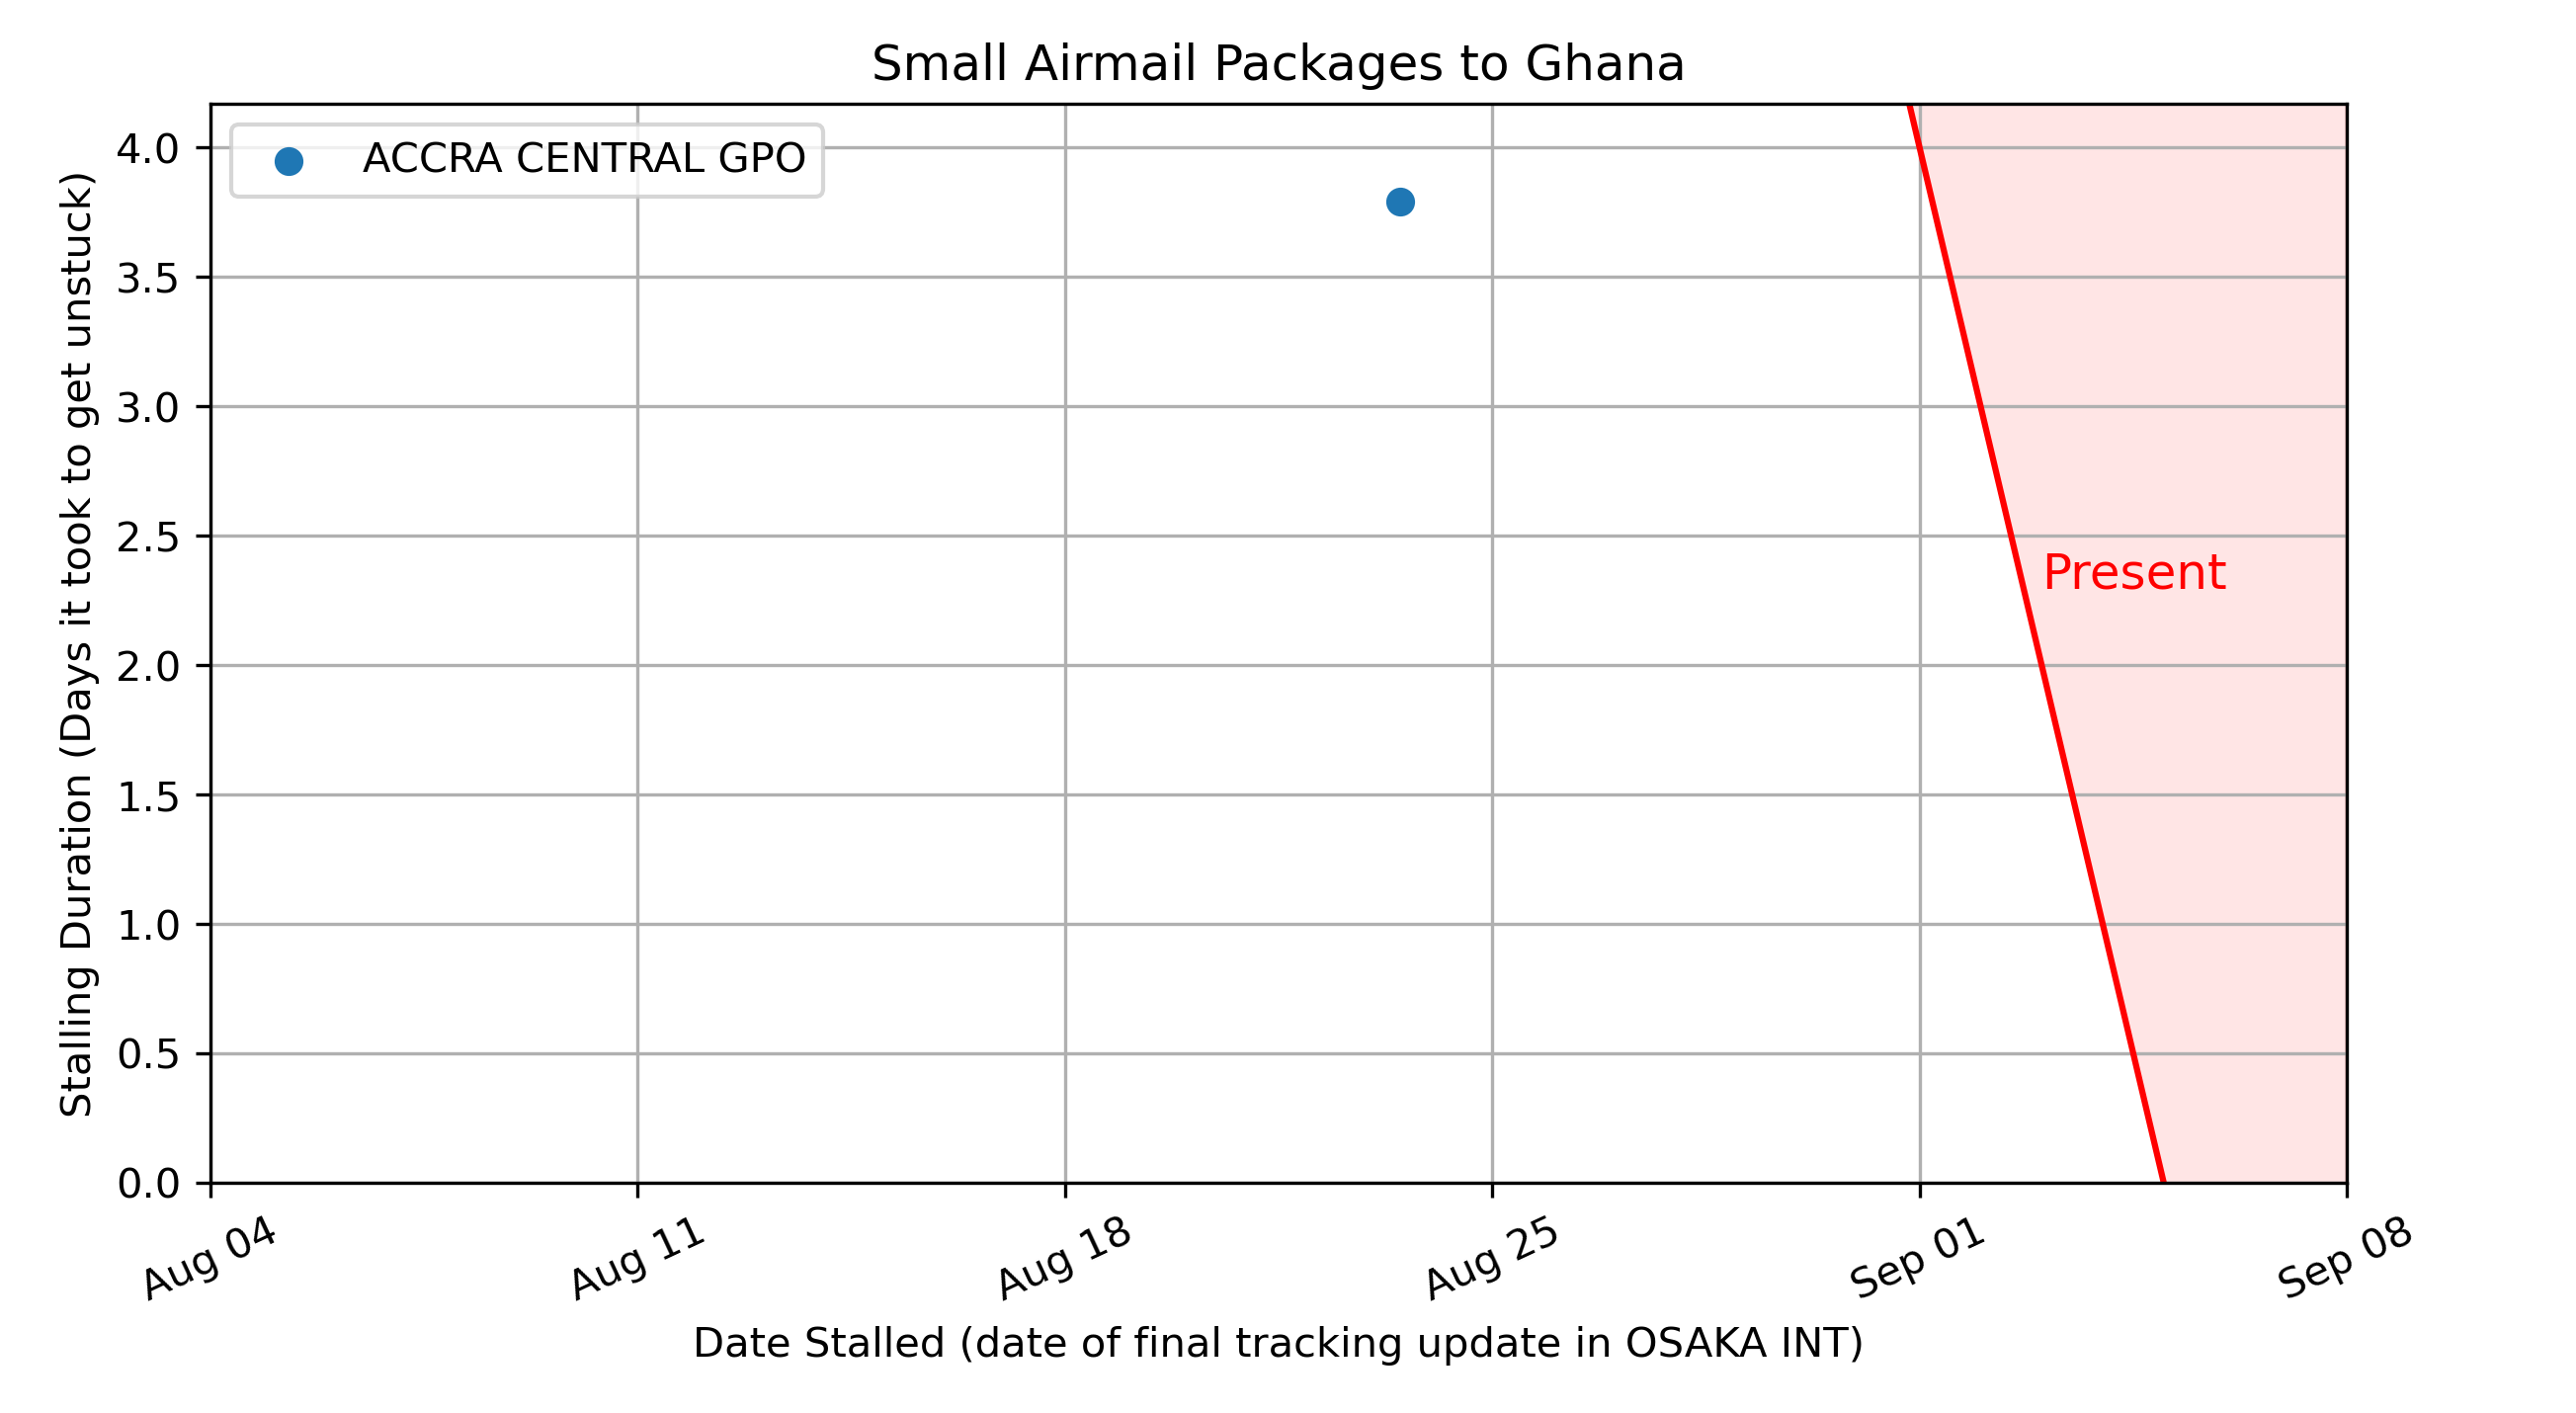 Small Airmail Packages to Ghana
ACCRA CENTRAL GPO
Stalling Duration (Days it took to get unstuck)
4.0
3.5
3.0
2.5
2.0
1.5
1.0
0.5
0.0
Present
Aug 04
Aug 11
Aug 18
Aug 25
Sep 01
Sep 08
Date Stalled (date of final tracking update in OSAKA INT)